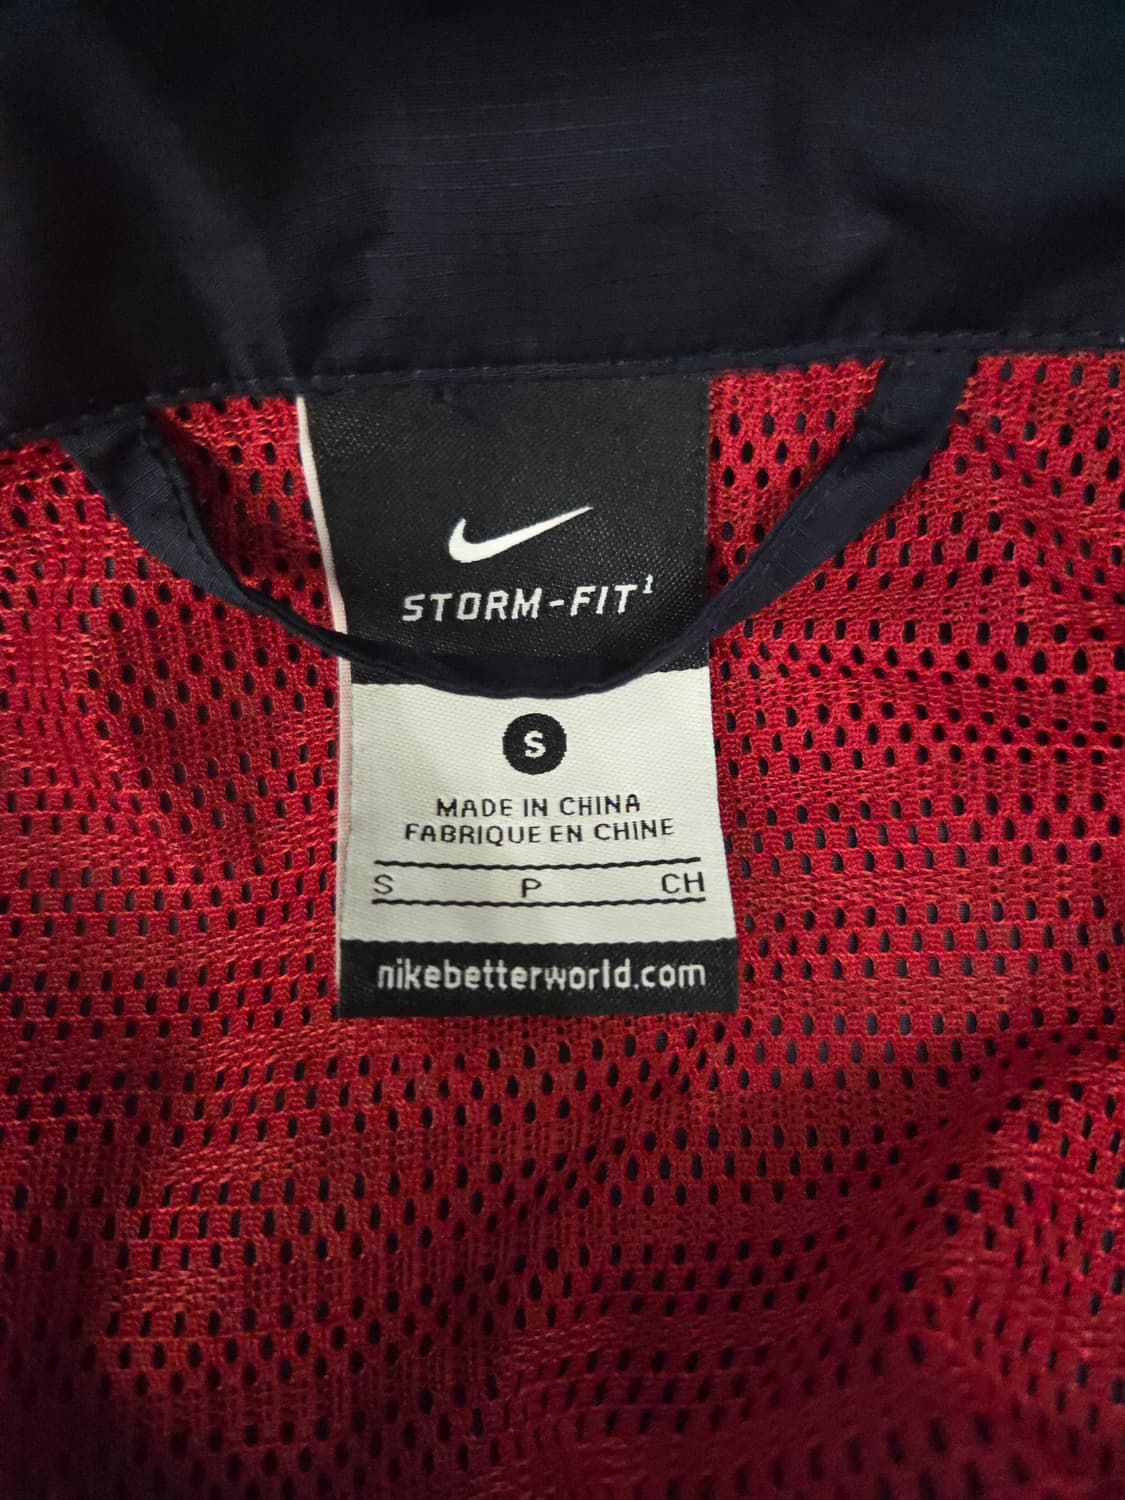 STORM-FIT¹
S
MADE IN CHINA
FABRIQUE EN CHINE
S P CH
nikebetterworld.com